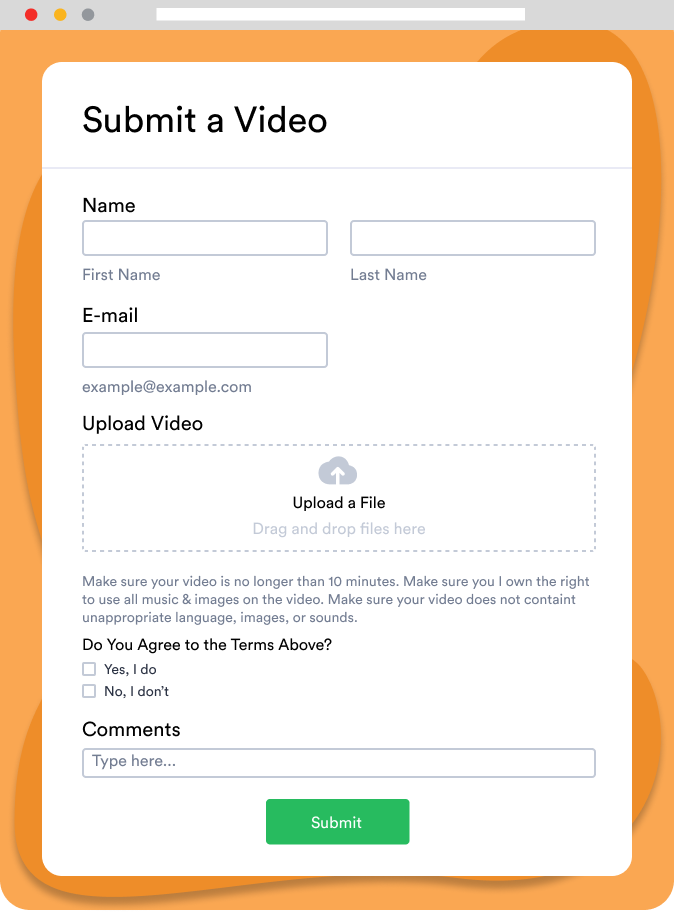 Submit a Video
Name
First Name
Last Name
E-mail
example@example.com
Upload Video
Upload a File
Drag and drop files here
Make sure your video is no longer than 10 minutes. Make sure you I own the right
to use all music & images on the video. Make sure your video does not containt
unappropriate language, images, or sounds.
Do You Agree to the Terms Above?
Yes, I do
No, I don’t
Comments
Type here...
Submit